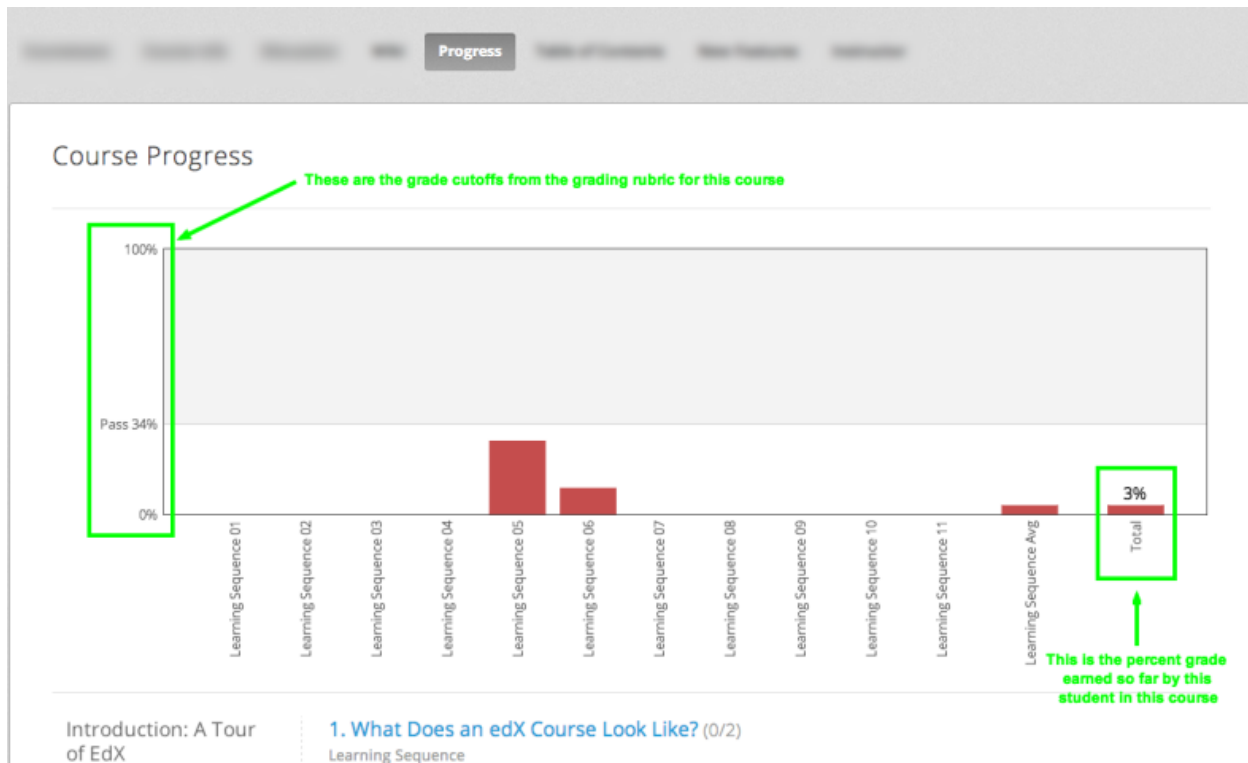 Progress
Course Progress
These are the grade cutoffs from the grading rubric for this course
100%
Pass 34%
0%
3%
Learning Sequence 01
Learning Sequence 02
Learning Sequence 03
Learning Sequence 04
Learning Sequence 05
Learning Sequence 06
Learning Sequence 07
Learning Sequence 08
Learning Sequence 09
Learning Sequence 10
Learning Sequence 11
Learning Sequence Avg
Total
This is the percent grade
earned so far by this
student in this course
Introduction: A Tour
of EdX
1. What Does an edX Course Look Like? (0/2)
Learning Sequence